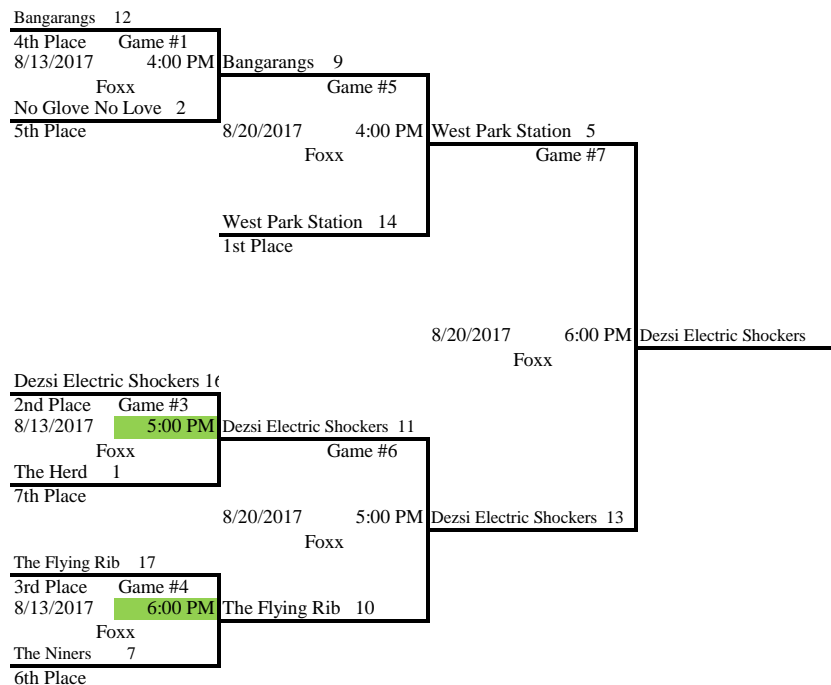 Bangarangs 12
4th Place Game #1
8/13/2017 4:00 PM Bangarangs 9
Foxx Game #5
No Glove No Love 2
5th Place 8/20/2017 4:00 PM West Park Station 5
Foxx Game #7
West Park Station 14
1st Place
8/20/2017 6:00 PM Dezsi Electric Shockers
Foxx
Dezsi Electric Shockers 16
2nd Place Game #3
8/13/2017 5:00 PM Dezsi Electric Shockers 11
Foxx Game #6
The Herd 1
7th Place
8/20/2017 5:00 PM Dezsi Electric Shockers 13
Foxx
The Flying Rib 17
3rd Place Game #4
8/13/2017 6:00 PM The Flying Rib 10
Foxx
The Niners 7
6th Place